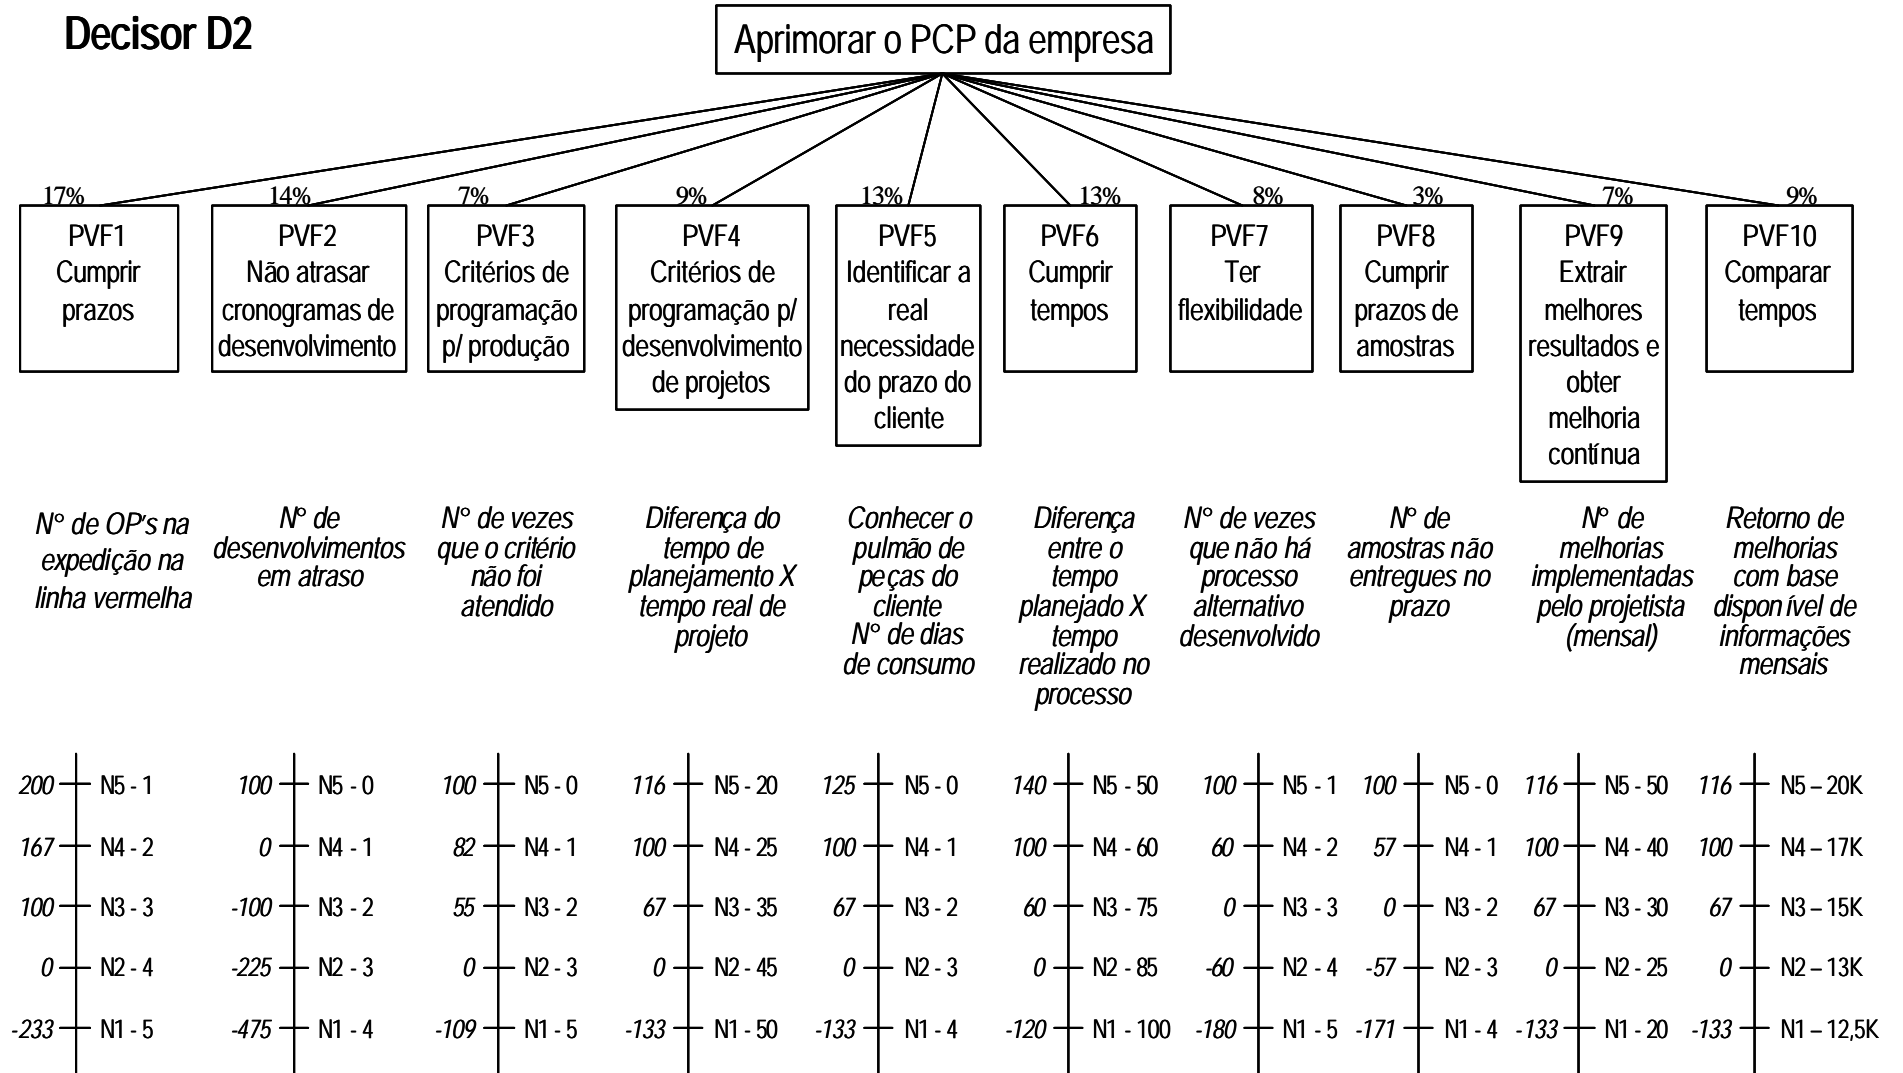 Decisor D2
Aprimorar o PCP da empresa
17%
PVF1
Cumprir
prazos
14%
PVF2
Não atrasar
cronogramas de
desenvolvimento
7%
PVF3
Critérios de
programação
p/ produção
9%
PVF4
Critérios de
programação p/
desenvolvimento
de projetos
13%
PVF5
Identificar a
real
necessidade
do prazo do
cliente
13%
PVF6
Cumprir
tempos
8%
PVF7
Ter
flexibilidade
3%
PVF8
Cumprir
prazos de
amostras
7%
PVF9
Extrair
melhores
resultados e
obter
melhoria
contínua
9%
PVF10
Comparar
tempos
N° de OP's na
expedição na
linha vermelha
N° de
desenvolvimentos
em atraso
N° de vezes
que o critério
não foi
atendido
Diferença do
tempo de
planejamento X
tempo real de
projeto
Conhecer o
pulmão de
peças do
cliente
N° de dias
de consumo
Diferença
entre o
tempo
planejado X
tempo
realizado no
processo
N° de vezes
que não há
processo
alternativo
desenvolvido
N° de
amostras não
entregues no
prazo
N° de
melhorias
implementadas
pelo projetista
(mensal)
Retorno de
melhorias
com base
disponível de
informações
mensais
200 N5 - 1
167 N4 - 2
100 N3 - 3
0 N2 - 4
-233 N1 - 5
100 N5 - 0
0 N4 - 1
-100 N3 - 2
-225 N2 - 3
-475 N1 - 4
100 N5 - 0
82 N4 - 1
55 N3 - 2
0 N2 - 3
-109 N1 - 5
116 N5 - 20
100 N4 - 25
67 N3 - 35
0 N2 - 45
-133 N1 - 50
125 N5 - 0
100 N4 - 1
67 N3 - 2
0 N2 - 3
-133 N1 - 4
140 N5 - 50
100 N4 - 60
60 N3 - 75
0 N2 - 85
-120 N1 - 100
100 N5 - 1
60 N4 - 2
0 N3 - 3
-60 N2 - 4
-180 N1 - 5
100 N5 - 0
57 N4 - 1
0 N3 - 2
-57 N2 - 3
-171 N1 - 4
116 N5 - 50
100 N4 - 40
67 N3 - 30
0 N2 - 25
-133 N1 - 20
116 N5 – 20K
100 N4 – 17K
67 N3 – 15K
0 N2 – 13K
-133 N1 – 12,5K